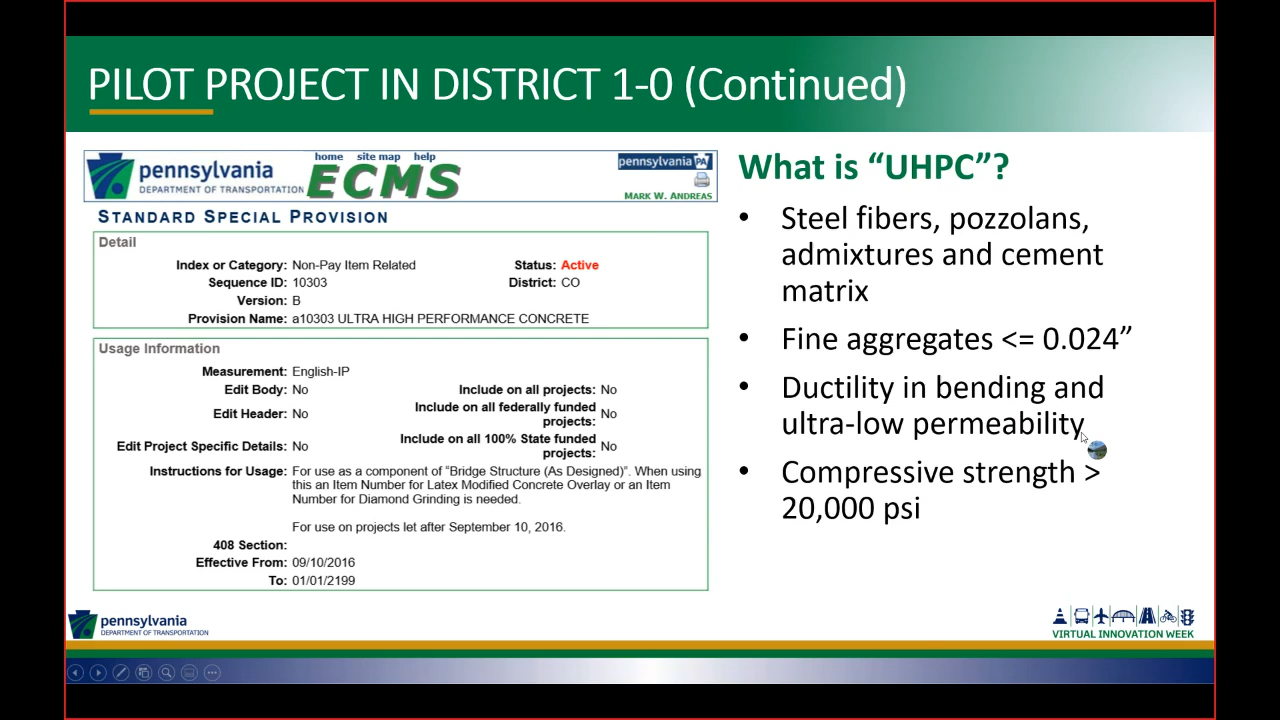 PILOT PROJECT IN DISTRICT 1-0 (Continued)
pennsylvania
DEPARTMENT OF TRANSPORTATION
home site map help
ECMS
pennsylvania PA
MARK W. ANDREAS
STANDARD SPECIAL PROVISION
Detail
Index or Category: Non-Pay Item Related Status: Active
Sequence ID: 10303 District: CO
Version: B
Provision Name: a10303 ULTRA HIGH PERFORMANCE CONCRETE
Usage Information
Measurement: English-IP
Edit Body: No Include on all projects: No
Edit Header: No Include on all federally funded
projects: No
Edit Project Specific Details: No Include on all 100% State funded
projects: No
Instructions for Usage: For use as a component of “Bridge Structure (As Designed)”. When using
this an Item Number for Latex Modified Concrete Overlay or an Item
Number for Diamond Grinding is needed.
For use on projects let after September 10, 2016.
408 Section:
Effective From: 09/10/2016
To: 01/01/2199
What is “UHPC”?
• Steel fibers, pozzolans,
admixtures and cement
matrix
• Fine aggregates <= 0.024”
• Ductility in bending and
ultra-low permeability
• Compressive strength >
20,000 psi
pennsylvania
DEPARTMENT OF TRANSPORTATION
VIRTUAL INNOVATION WEEK